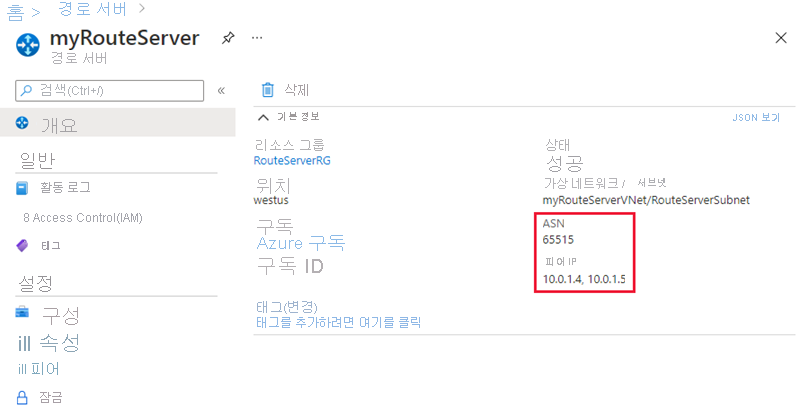 홈 > 경로 서버 >
myRouteServer ...
경로 서버
검색(Ctrl+/) «
개요
일반
활동 로그
8 Access Control(IAM)
태그
설정
구성
ill 속성
ill 피어
잠금
삭제
기본 정보
JSON 보기
리소스 그룹
RouteServerRG
위치
westus
구독
Azure 구독
구독 ID
태그(변경)
태그를 추가하려면 여기를 클릭
상태
성공
가상 네트워크 / 서브넷
myRouteServerVNet/RouteServerSubnet
ASN
65515
피어 IP
10.0.1.4, 10.0.1.5